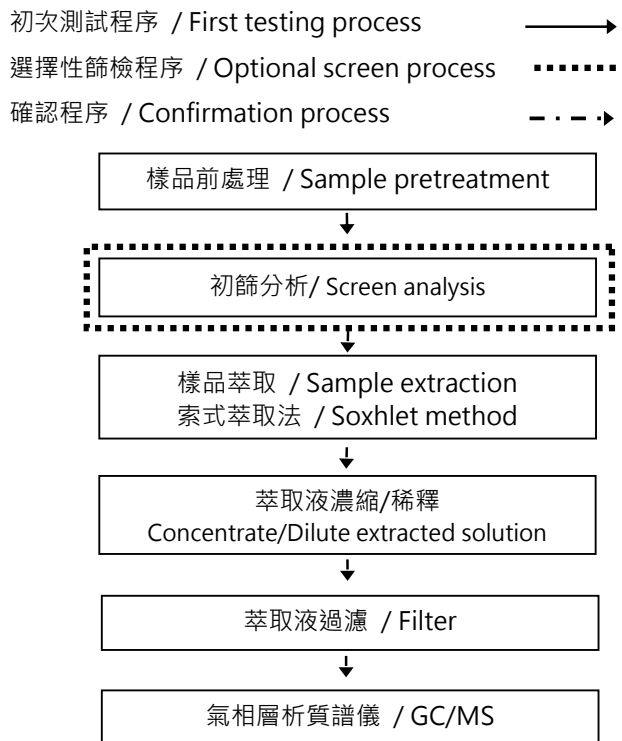 初次測試程序 / First testing process
選擇性篩檢程序 / Optional screen process
確認程序 / Confirmation process
樣品前處理 / Sample pretreatment
初篩分析/ Screen analysis
樣品萃取 / Sample extraction
索式萃取法 / Soxhlet method
萃取液濃縮/稀釋
Concentrate/Dilute extracted solution
萃取液過濾 / Filter
氣相層析質譜儀 / GC/MS